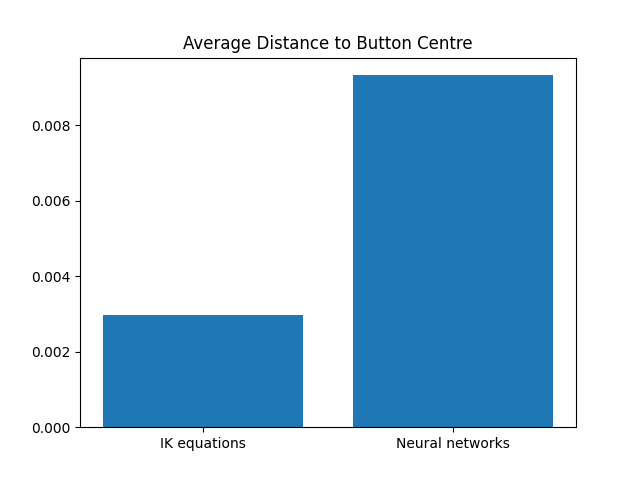 Average Distance to Button Centre
0.008
0.006
0.004
0.002
0.000
IK equations
Neural networks